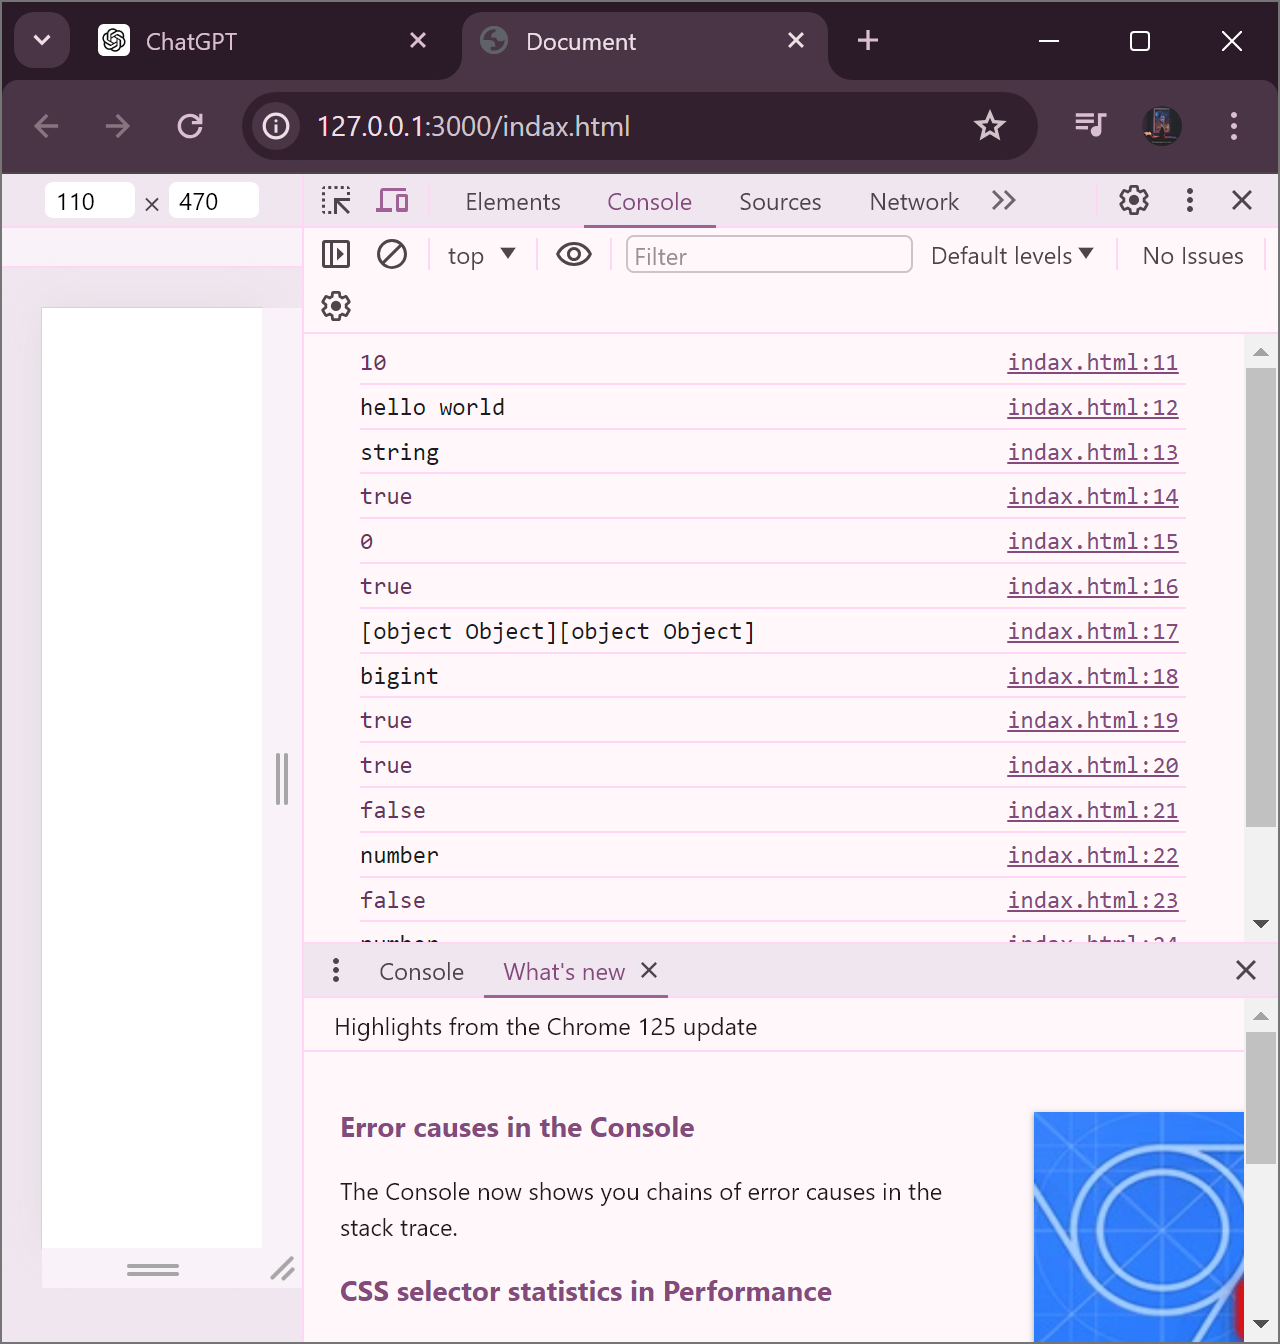 ChatGPT
Document
127.0.0.1:3000/indax.html
110 × 470
Elements Console Sources Network
top Filter Default levels No Issues
10 indax.html:11
hello world indax.html:12
string indax.html:13
true indax.html:14
0 indax.html:15
true indax.html:16
[object Object][object Object] indax.html:17
bigint indax.html:18
true indax.html:19
true indax.html:20
false indax.html:21
number indax.html:22
false indax.html:23
number indax.html:24
Console What's new
Highlights from the Chrome 125 update
Error causes in the Console
The Console now shows you chains of error causes in the
stack trace.
CSS selector statistics in Performance